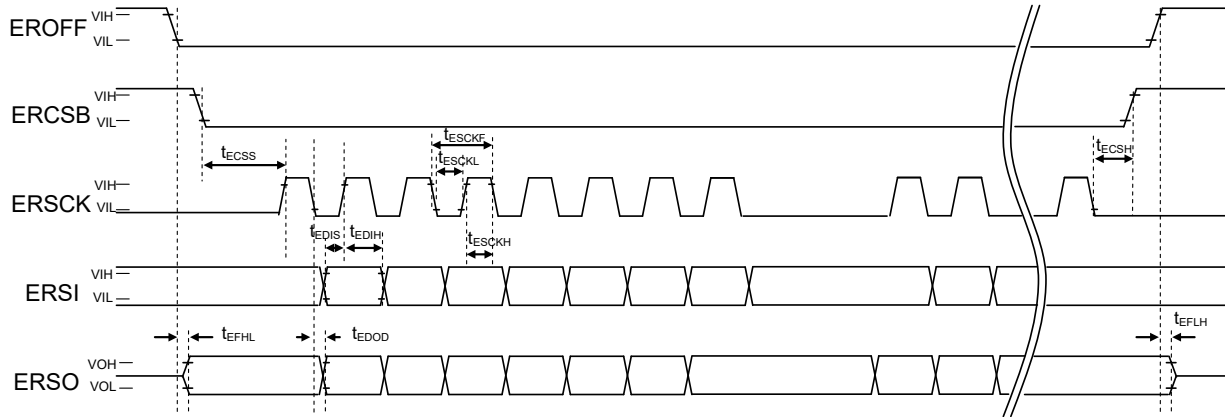 EROFF VIH
VIL
ERCSB VIH
VIL
tECSS
tESCKF
tESCKL
tECSH
ERSCK VIH
VIL
tEDIS tEDIH
tESCKH
ERSI VIH
VIL
tEFHL
tEDOD
tEFLH
ERSO VOH
VOL